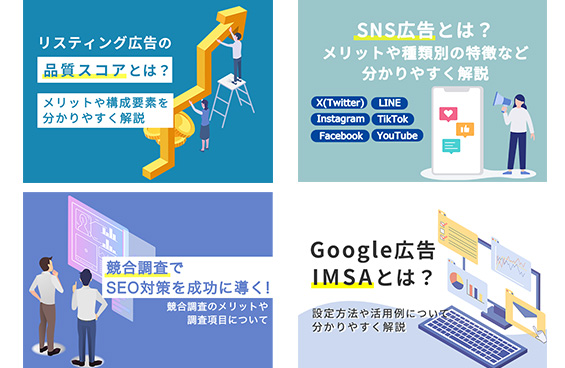 リスティング広告の
品質スコアとは？
メリットや構成要素を
分かりやすく解説
SNS広告とは？
メリットや種類別の特徴など
分かりやすく解説
X(Twitter) LINE
Instagram TikTok
Facebook YouTube
競合調査で
SEO対策を成功に導く!
競合調査のメリットや
調査項目について
Google広告
IMSAとは？
設定方法や活用例について
分かりやすく解説